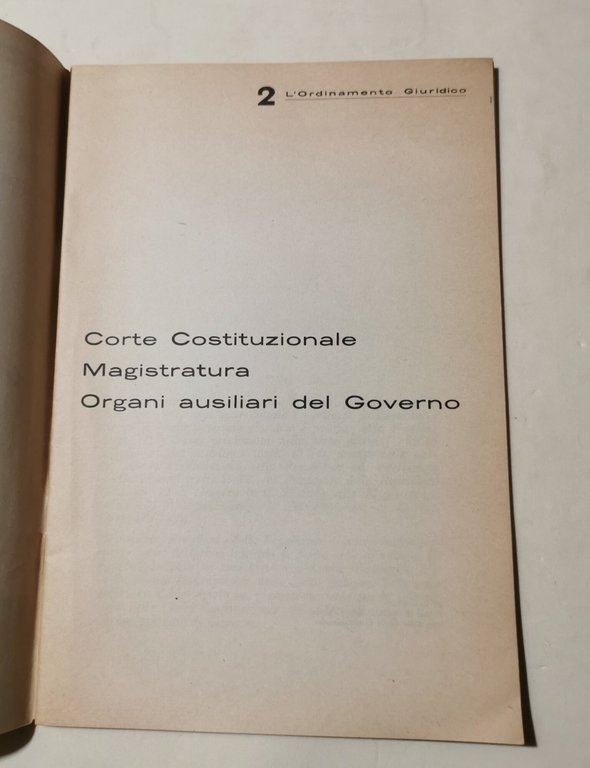 2 L'Ordinamento Giuridico
Corte Costituzionale
Magistratura
Organi ausiliari del Governo